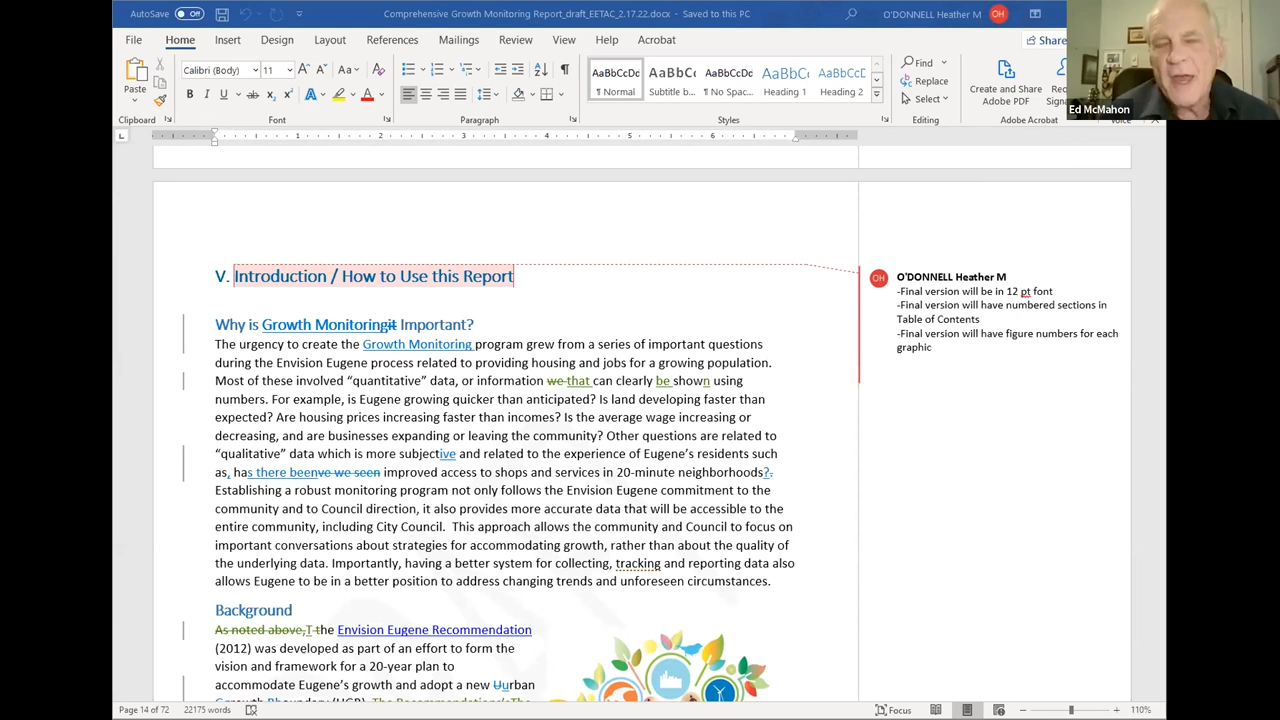 AutoSave Off Comprehensive Growth Monitoring Report_draft_EETAC_2.17.22.docx - Saved to this PC O'DONNELL Heather M OH
File Home Insert Design Layout References Mailings Review View Help Acrobat Share
Calibri (Body) 11
Paste
Clipboard Font Paragraph Styles Editing Adobe Acrobat Voice
AaBbCcDd ¶ Normal
AaBbCcD Subtitle b...
AaBbCcDd ¶ No Spac...
AaBbCcD Heading 1
AaBbCcD Heading 2
Find
Replace
Select
Create and Share Adobe PDF
Ed McMahon
V. Introduction / How to Use this Report
Why is Growth Monitoringit Important?
The urgency to create the Growth Monitoring program grew from a series of important questions
during the Envision Eugene process related to providing housing and jobs for a growing population.
Most of these involved “quantitative” data, or information we that can clearly be shown using
numbers. For example, is Eugene growing quicker than anticipated? Is land developing faster than
expected? Are housing prices increasing faster than incomes? Is the average wage increasing or
decreasing, and are businesses expanding or leaving the community? Other questions are related to
“qualitative” data which is more subjective and related to the experience of Eugene’s residents such
as, has there beenve we seen improved access to shops and services in 20-minute neighborhoods?.
Establishing a robust monitoring program not only follows the Envision Eugene commitment to the
community and to Council direction, it also provides more accurate data that will be accessible to the
entire community, including City Council. This approach allows the community and Council to focus on
important conversations about strategies for accommodating growth, rather than about the quality of
the underlying data. Importantly, having a better system for collecting, tracking and reporting data also
allows Eugene to be in a better position to address changing trends and unforeseen circumstances.
Background
As noted above,T the Envision Eugene Recommendation
(2012) was developed as part of an effort to form the
vision and framework for a 20-year plan to
accommodate Eugene’s growth and adopt a new Uurban
OH O'DONNELL Heather M
-Final version will be in 12 pt font
-Final version will have numbered sections in
Table of Contents
-Final version will have figure numbers for each
graphic
Page 14 of 72 22175 words Focus 110%